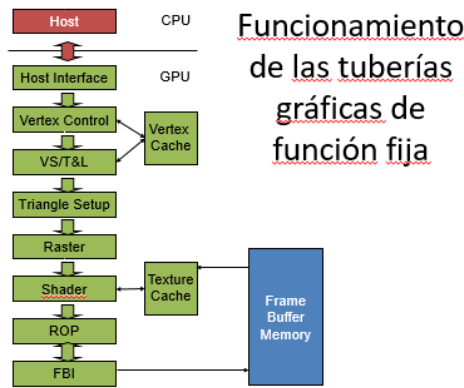 Host
CPU
Funcionamiento
de las tuberías
gráficas de
función fija
GPU
Host Interface
Vertex Control
Vertex
Cache
VS/T&L
Triangle Setup
Raster
Shader
Texture
Cache
Frame
Buffer
Memory
ROP
FBI